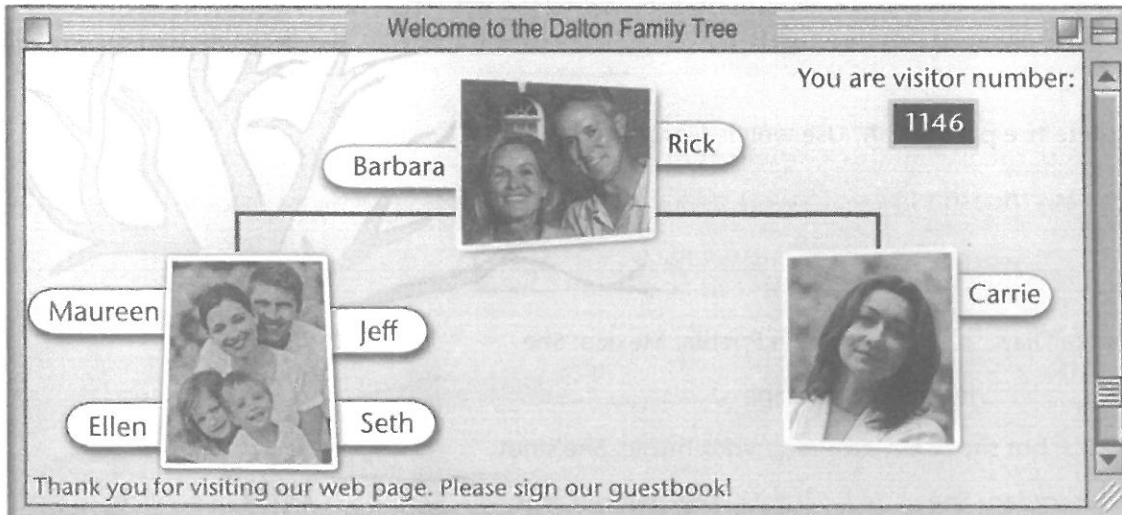 Welcome to the Dalton Family Tree
You are visitor number:
1146
Barbara
Rick
Maureen
Jeff
Carrie
Ellen
Seth
Thank you for visiting our web page. Please sign our guestbook!